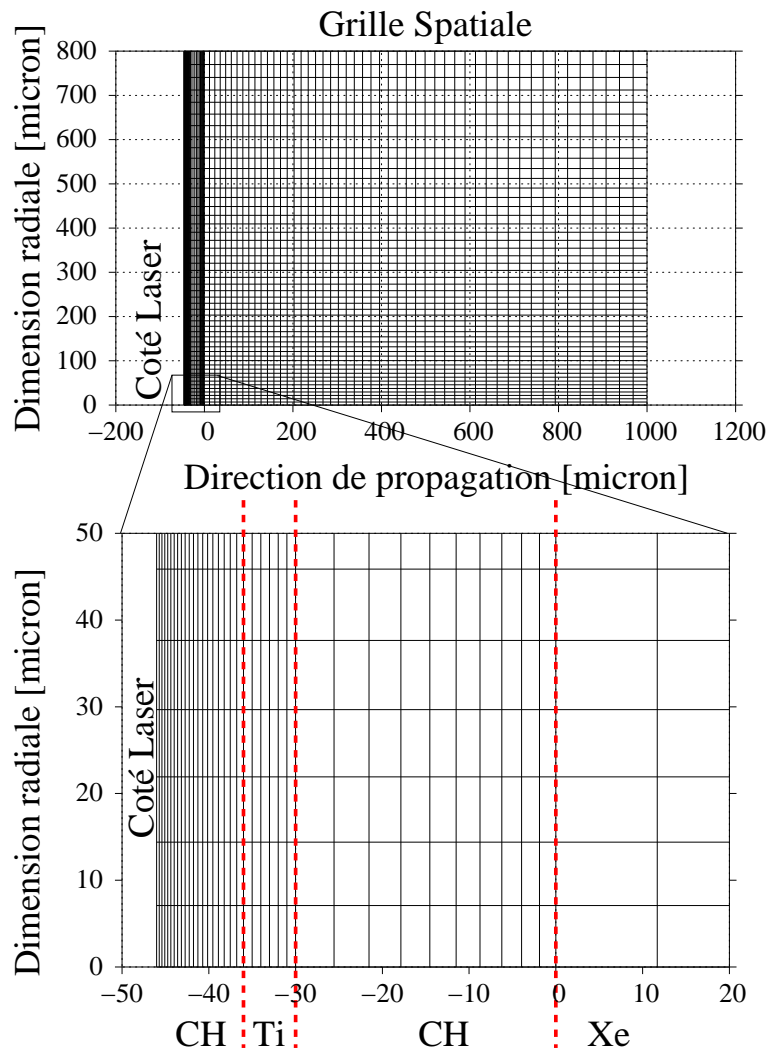 Grille Spatiale
Dimension radiale [micron]
800
700
600
500
400
300
200
100
0
Coté Laser
−200 0 200 400 600 800 1000 1200
Direction de propagation [micron]
Dimension radiale [micron]
50
40
30
20
10
0
Coté Laser
−50 −40 −30 −20 −10 0 10 20
CH Ti CH Xe